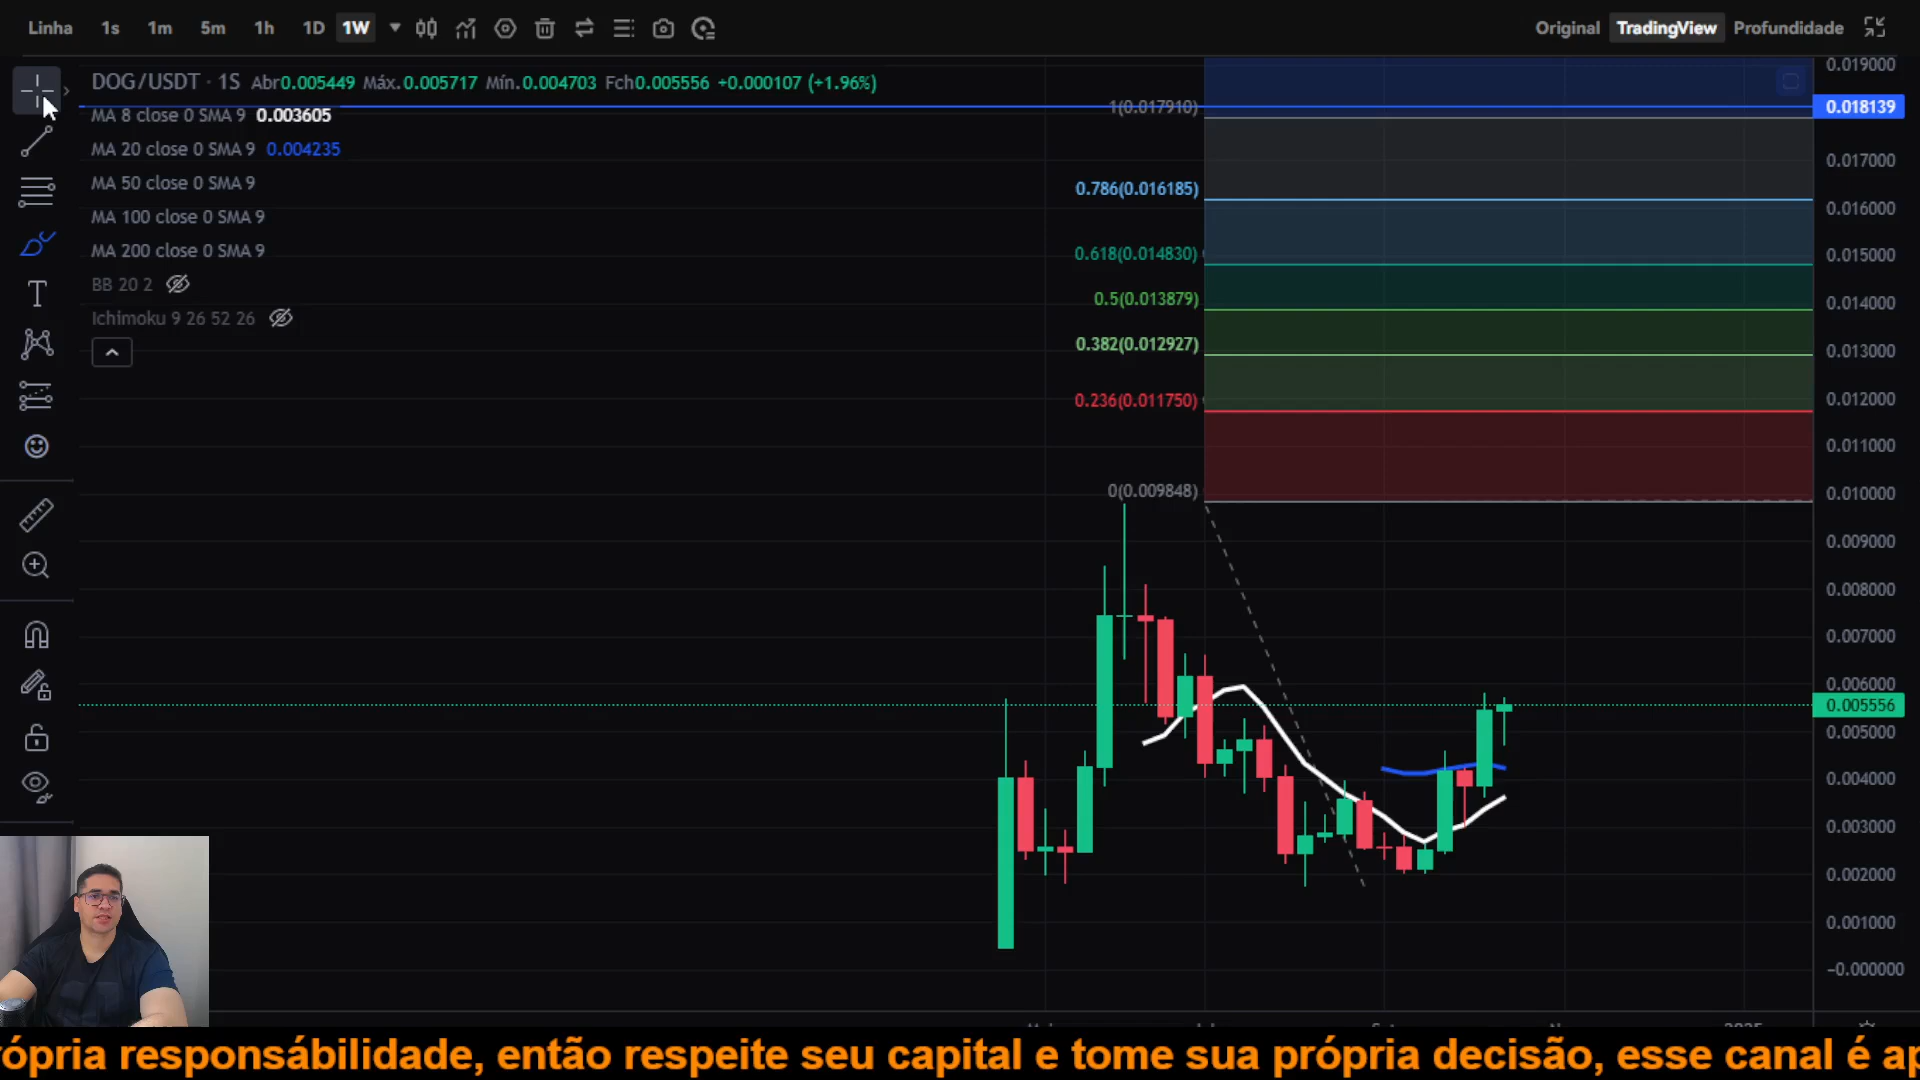 Linha 1s 1m 5m 1h 1D 1W Original TradingView Profundidade
DOG/USDT · 1S Abr0.005449 Máx.0.005717 Mín.0.004703 Fch0.005556 +0.000107 (+1.96%)
MA 8 close 0 SMA 9 0.003605
MA 20 close 0 SMA 9 0.004235
MA 50 close 0 SMA 9
MA 100 close 0 SMA 9
MA 200 close 0 SMA 9
BB 20 2
Ichimoku 9 26 52 26
1(0.017910)
0.786(0.016185)
0.618(0.014830)
0.5(0.013879)
0.382(0.012927)
0.236(0.011750)
0(0.009848)
0.019000
0.018139
0.017000
0.016000
0.015000
0.014000
0.013000
0.012000
0.011000
0.010000
0.009000
0.008000
0.007000
0.006000
0.005556
0.005000
0.004000
0.003000
0.002000
0.001000
-0.000000
rópria responsábilidade, então respeite seu capital e tome sua própria decisão, esse canal é ap